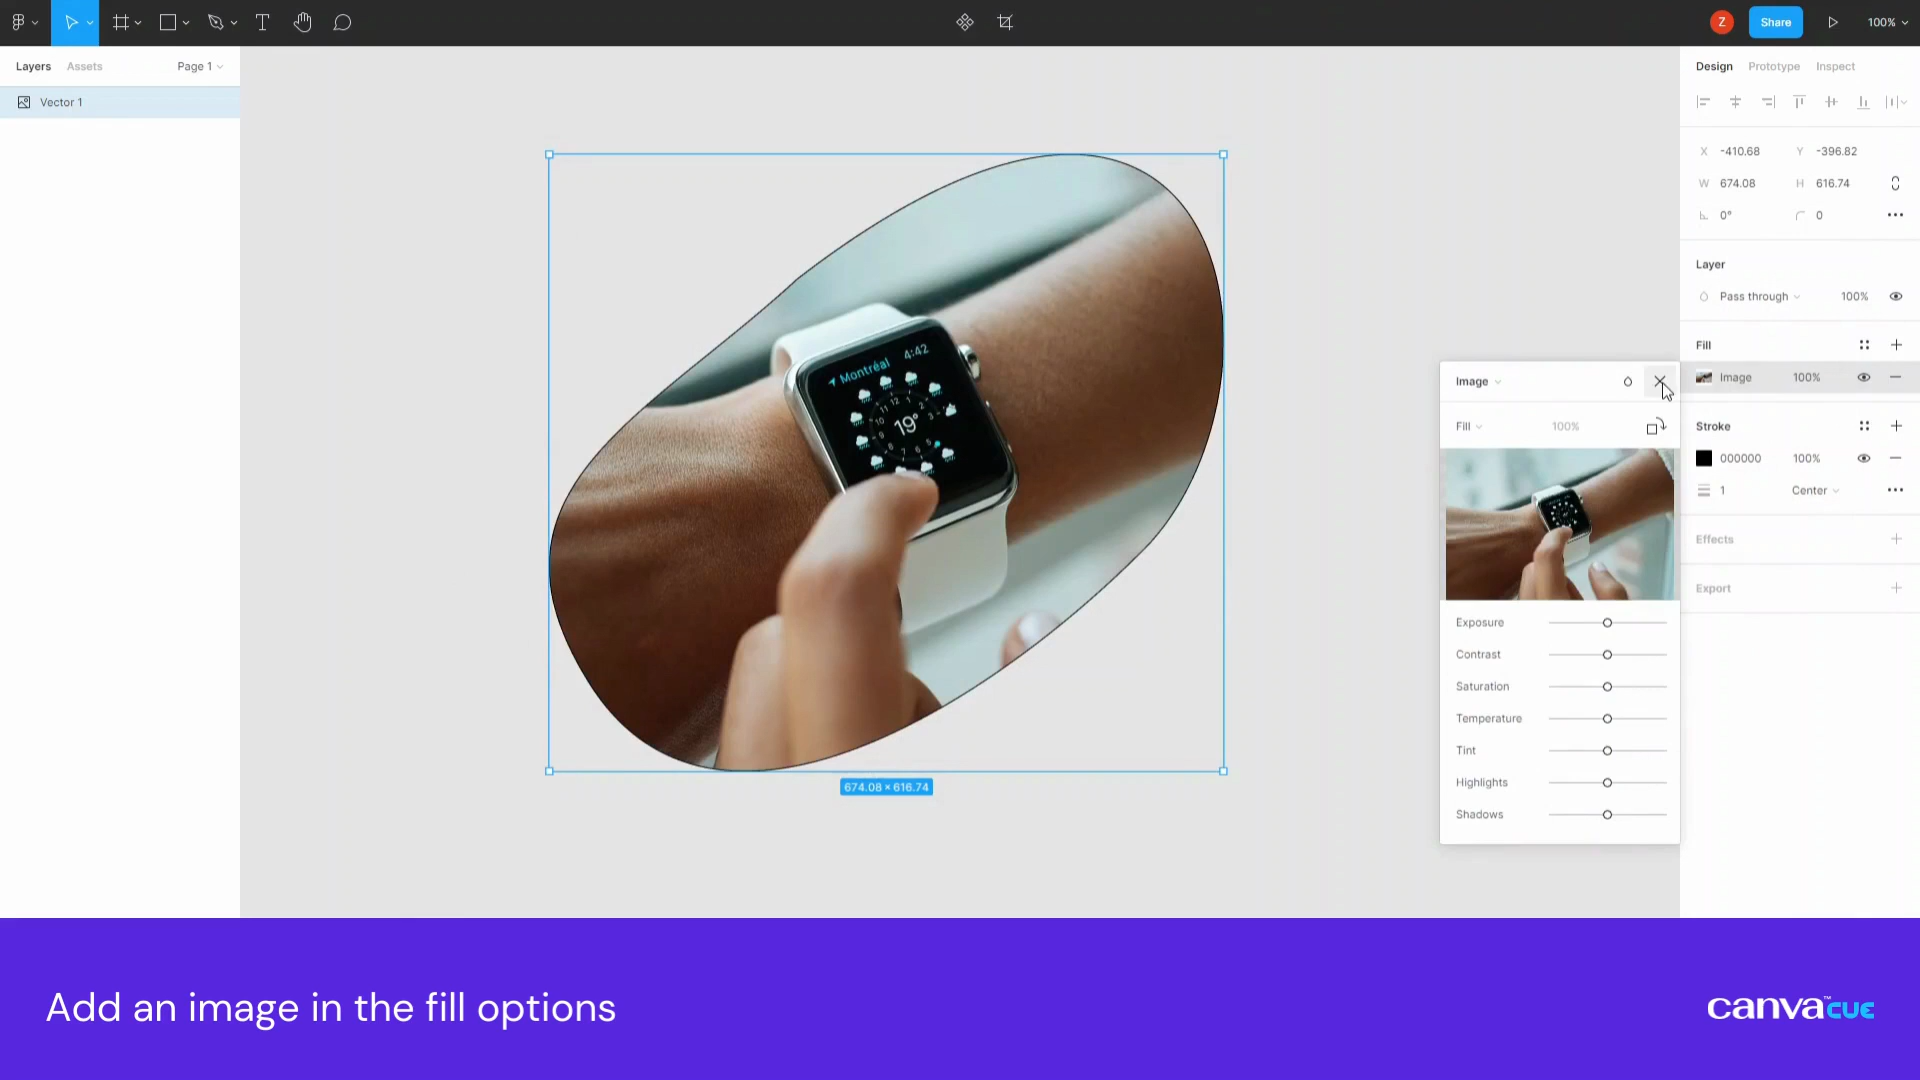 Z
Share
100%
Layers
Assets
Page 1
Design
Prototype
Inspect
Vector 1
X -410.68
Y -396.82
W 674.08
H 616.74
0°
0
Layer
Pass through
100%
Fill
Image
100%
Stroke
000000
100%
1
Center
Effects
Export
Image
Fill
100%
Exposure
Contrast
Saturation
Temperature
Tint
Highlights
Shadows
Montréal
4:42
19°
674.08 × 616.74
Add an image in the fill options
canva™CUE